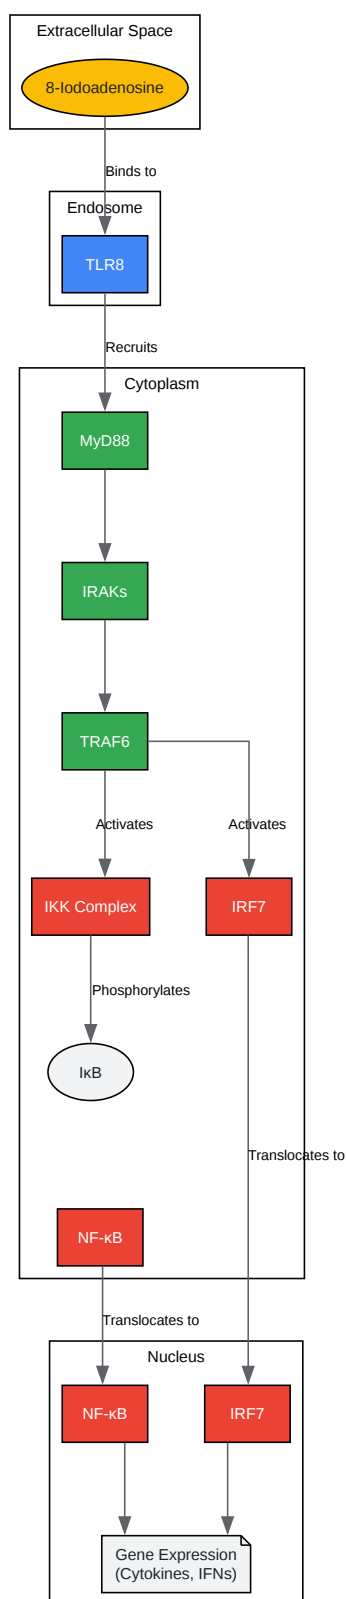 Extracellular Space
8-Iodoadenosine
Binds to
Endosome
TLR8
Recruits
Cytoplasm
MyD88
IRAKs
TRAF6
Activates
Activates
IKK Complex
IRF7
Phosphorylates
IκB
Translocates to
NF-κB
Translocates to
Nucleus
NF-κB
IRF7
Gene Expression
(Cytokines, IFNs)